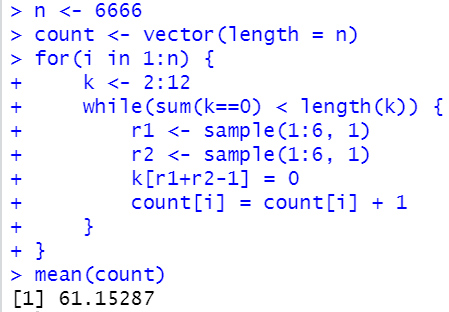 > n <- 6666
> count <- vector(length = n)
> for(i in 1:n) {
+     k <- 2:12
+     while(sum(k==0) < length(k)) {
+         r1 <- sample(1:6, 1)
+         r2 <- sample(1:6, 1)
+         k[r1+r2-1] = 0
+         count[i] = count[i] + 1
+     }
+ }
> mean(count)
[1] 61.15287